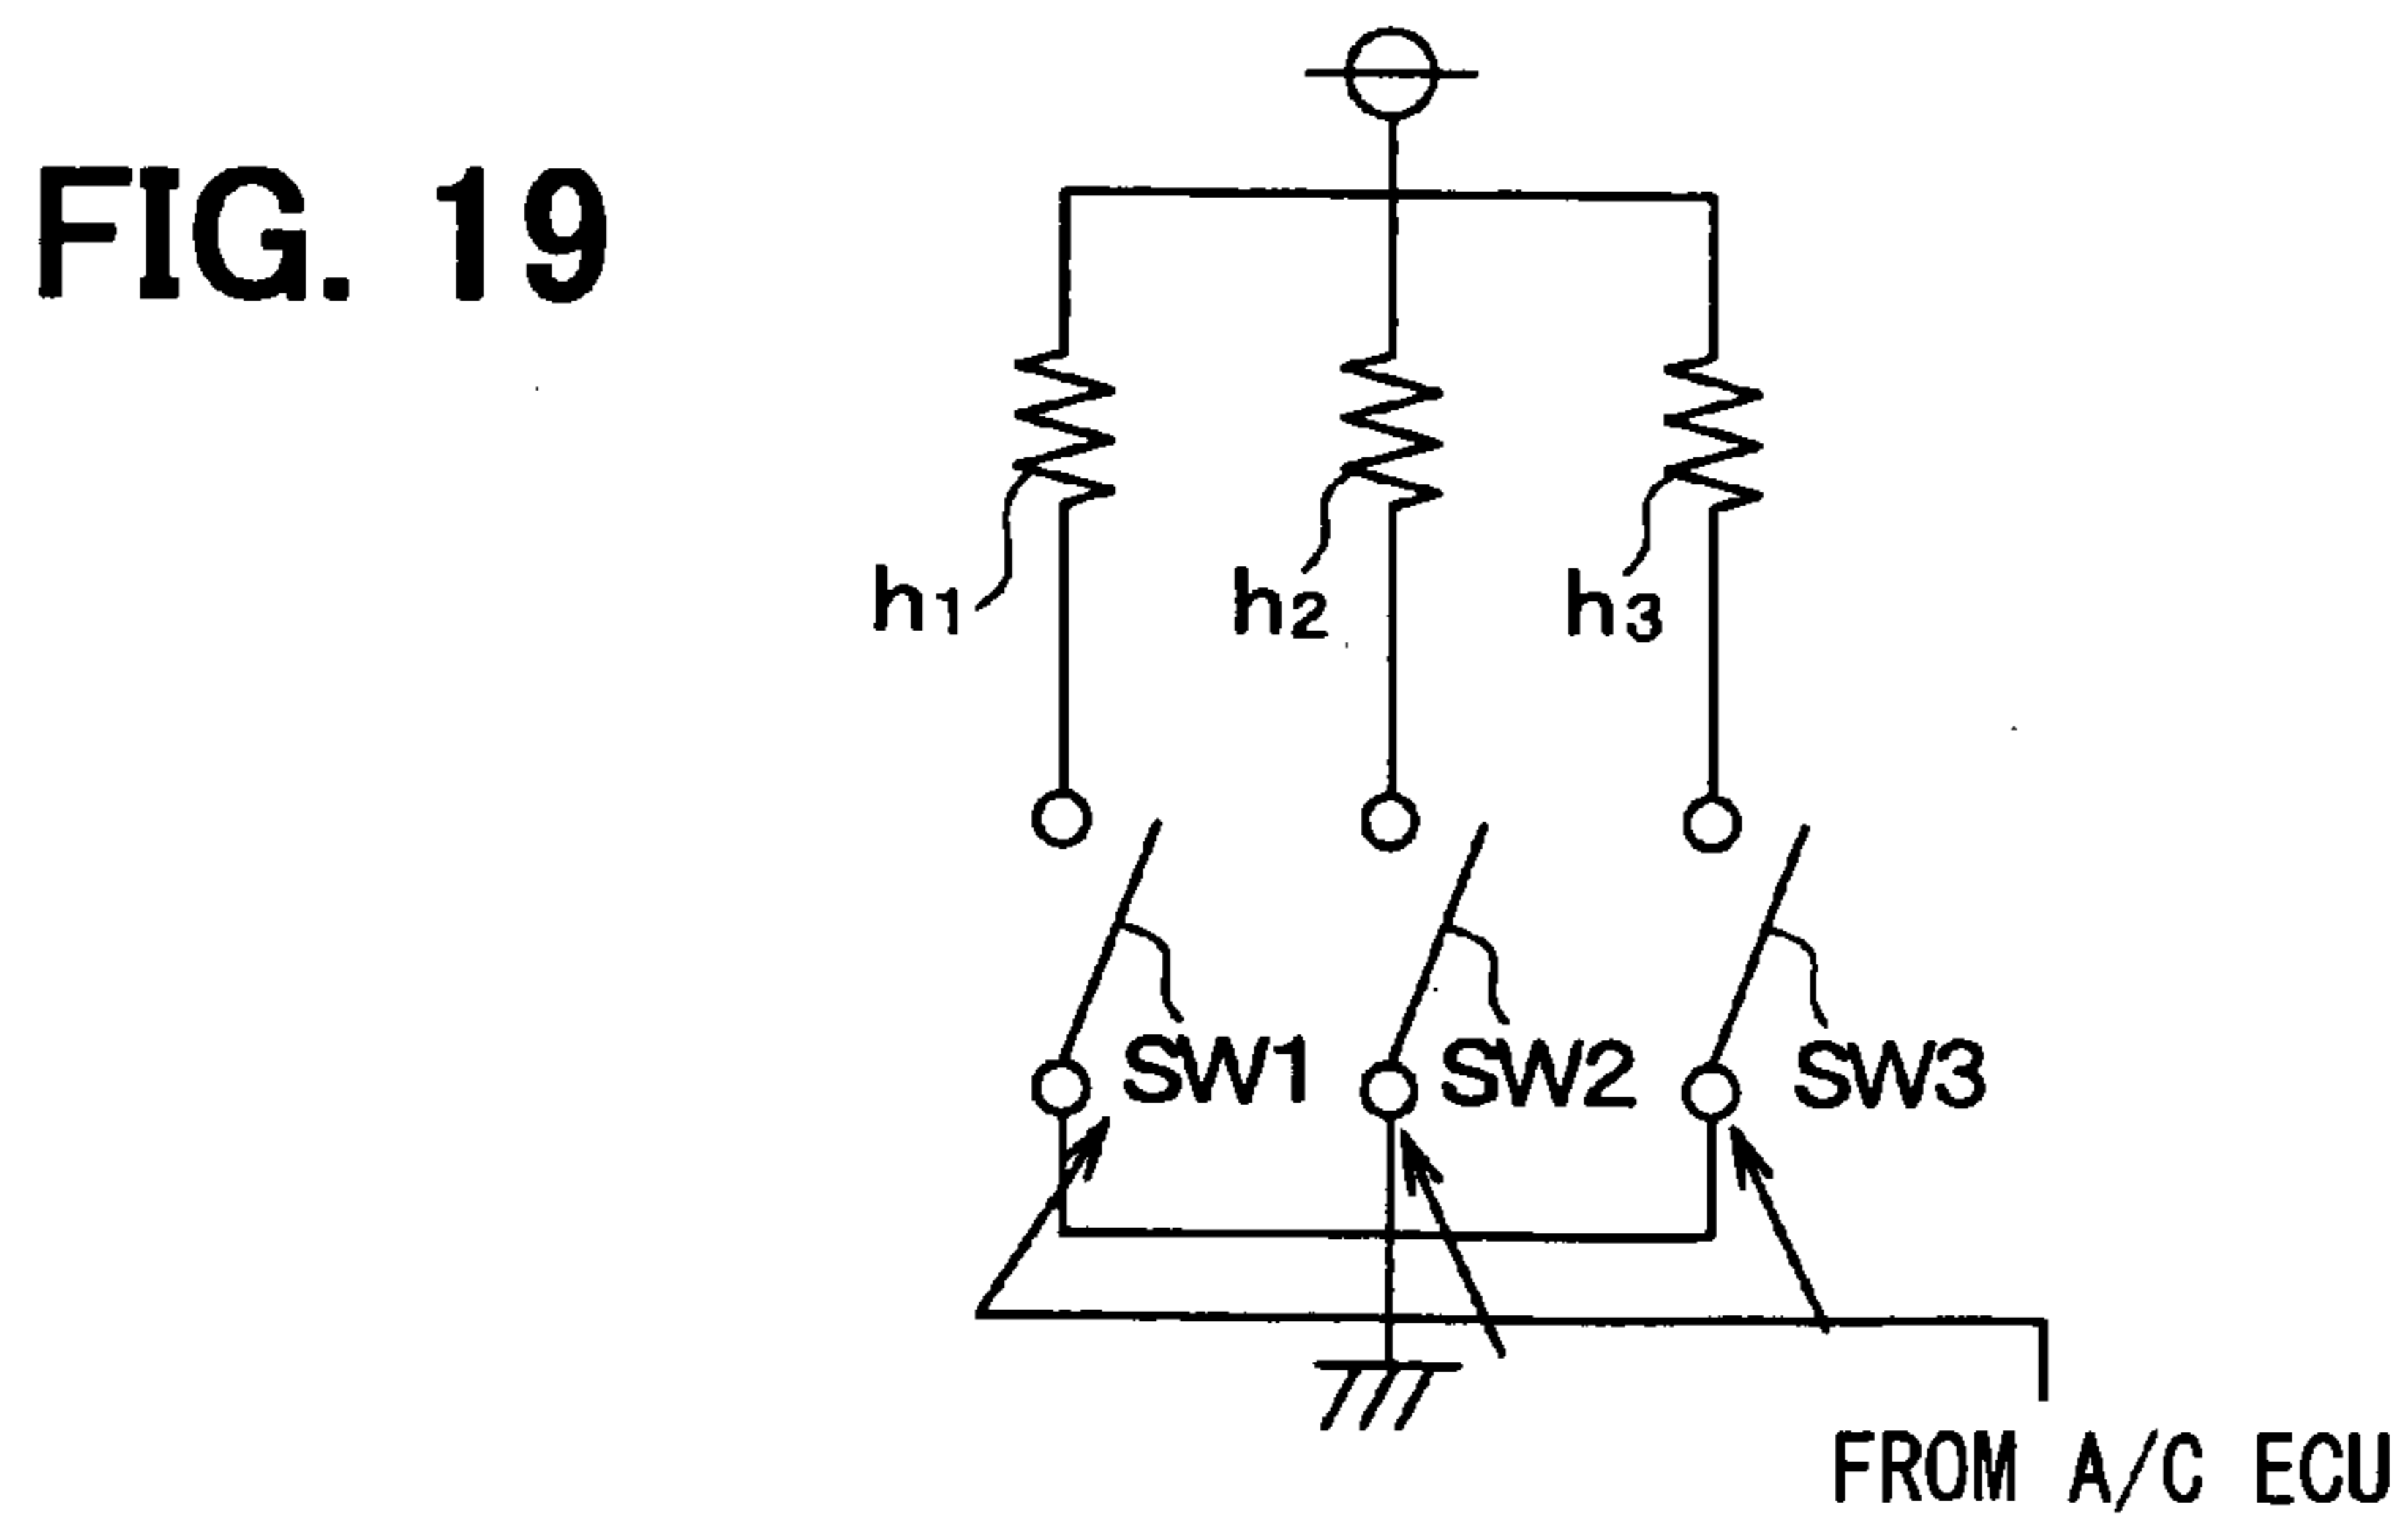 FIG. 19
h1
h2
h3
SW1
SW2
SW3
FROM A/C ECU